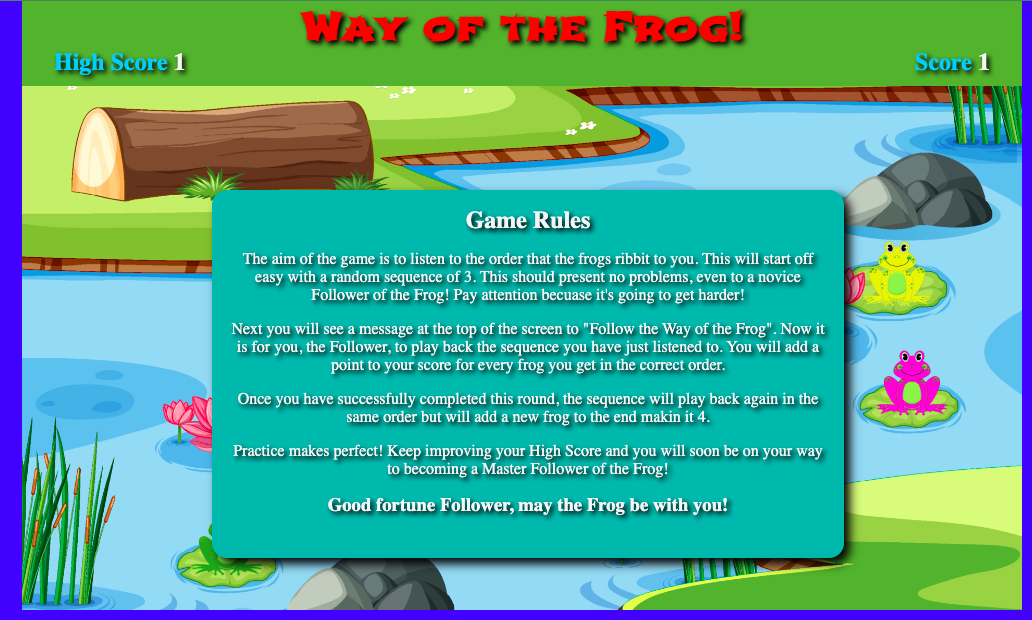 Way of the Frog!
High Score 1
Score 1
Game Rules
The aim of the game is to listen to the order that the frogs ribbit to you. This will start off
easy with a random sequence of 3. This should present no problems, even to a novice
Follower of the Frog! Pay attention becuase it's going to get harder!
Next you will see a message at the top of the screen to "Follow the Way of the Frog". Now it
is for you, the Follower, to play back the sequence you have just listened to. You will add a
point to your score for every frog you get in the correct order.
Once you have successfully completed this round, the sequence will play back again in the
same order but will add a new frog to the end makin it 4.
Practice makes perfect! Keep improving your High Score and you will soon be on your way
to becoming a Master Follower of the Frog!
Good fortune Follower, may the Frog be with you!